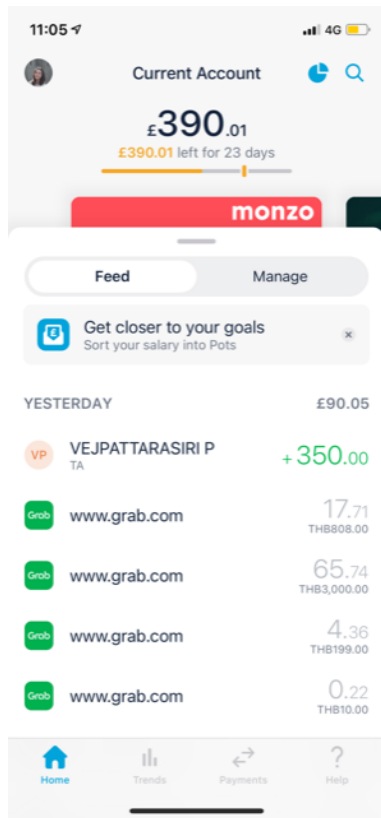 11:05
4G
Current Account
£390.01
£390.01 left for 23 days
monzo
Feed
Manage
£
Get closer to your goals
Sort your salary into Pots
YESTERDAY
£90.05
VP
VEJPATTARASIRI P
TA
+350.00
Grab
www.grab.com
17.71
THB808.00
Grab
www.grab.com
65.74
THB3,000.00
Grab
www.grab.com
4.36
THB199.00
Grab
www.grab.com
0.22
THB10.00
Home
Trends
Payments
Help